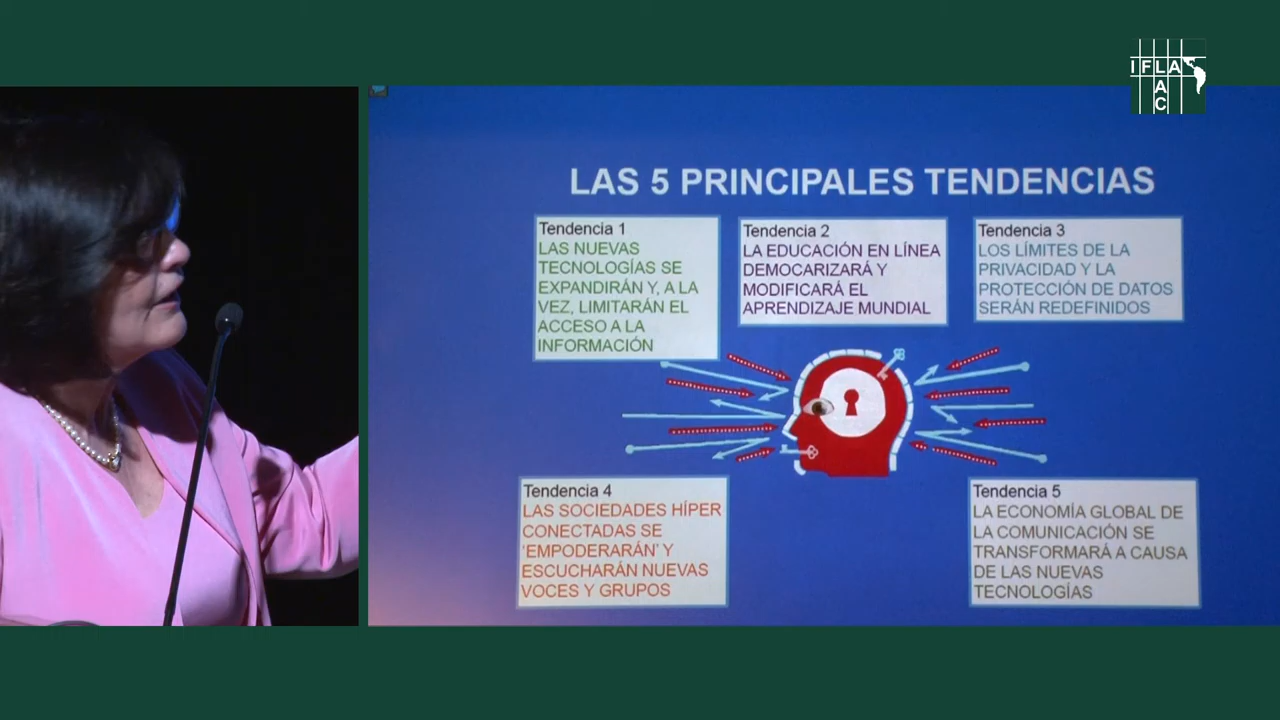 IFLA
LAC
LAS 5 PRINCIPALES TENDENCIAS
Tendencia 1
LAS NUEVAS
TECNOLOGÍAS SE
EXPANDIRÁN Y, A LA
VEZ, LIMITARÁN EL
ACCESO A LA
INFORMACIÓN
Tendencia 2
LA EDUCACIÓN EN LÍNEA
DEMOCARIZARÁ Y
MODIFICARÁ EL
APRENDIZAJE MUNDIAL
Tendencia 3
LOS LÍMITES DE LA
PRIVACIDAD Y LA
PROTECCIÓN DE DATOS
SERÁN REDEFINIDOS
Tendencia 4
LAS SOCIEDADES HÍPER
CONECTADAS SE
'EMPODERARÁN' Y
ESCUCHARÁN NUEVAS
VOCES Y GRUPOS
Tendencia 5
LA ECONOMÍA GLOBAL DE
LA COMUNICACIÓN SE
TRANSFORMARÁ A CAUSA
DE LAS NUEVAS
TECNOLOGÍAS